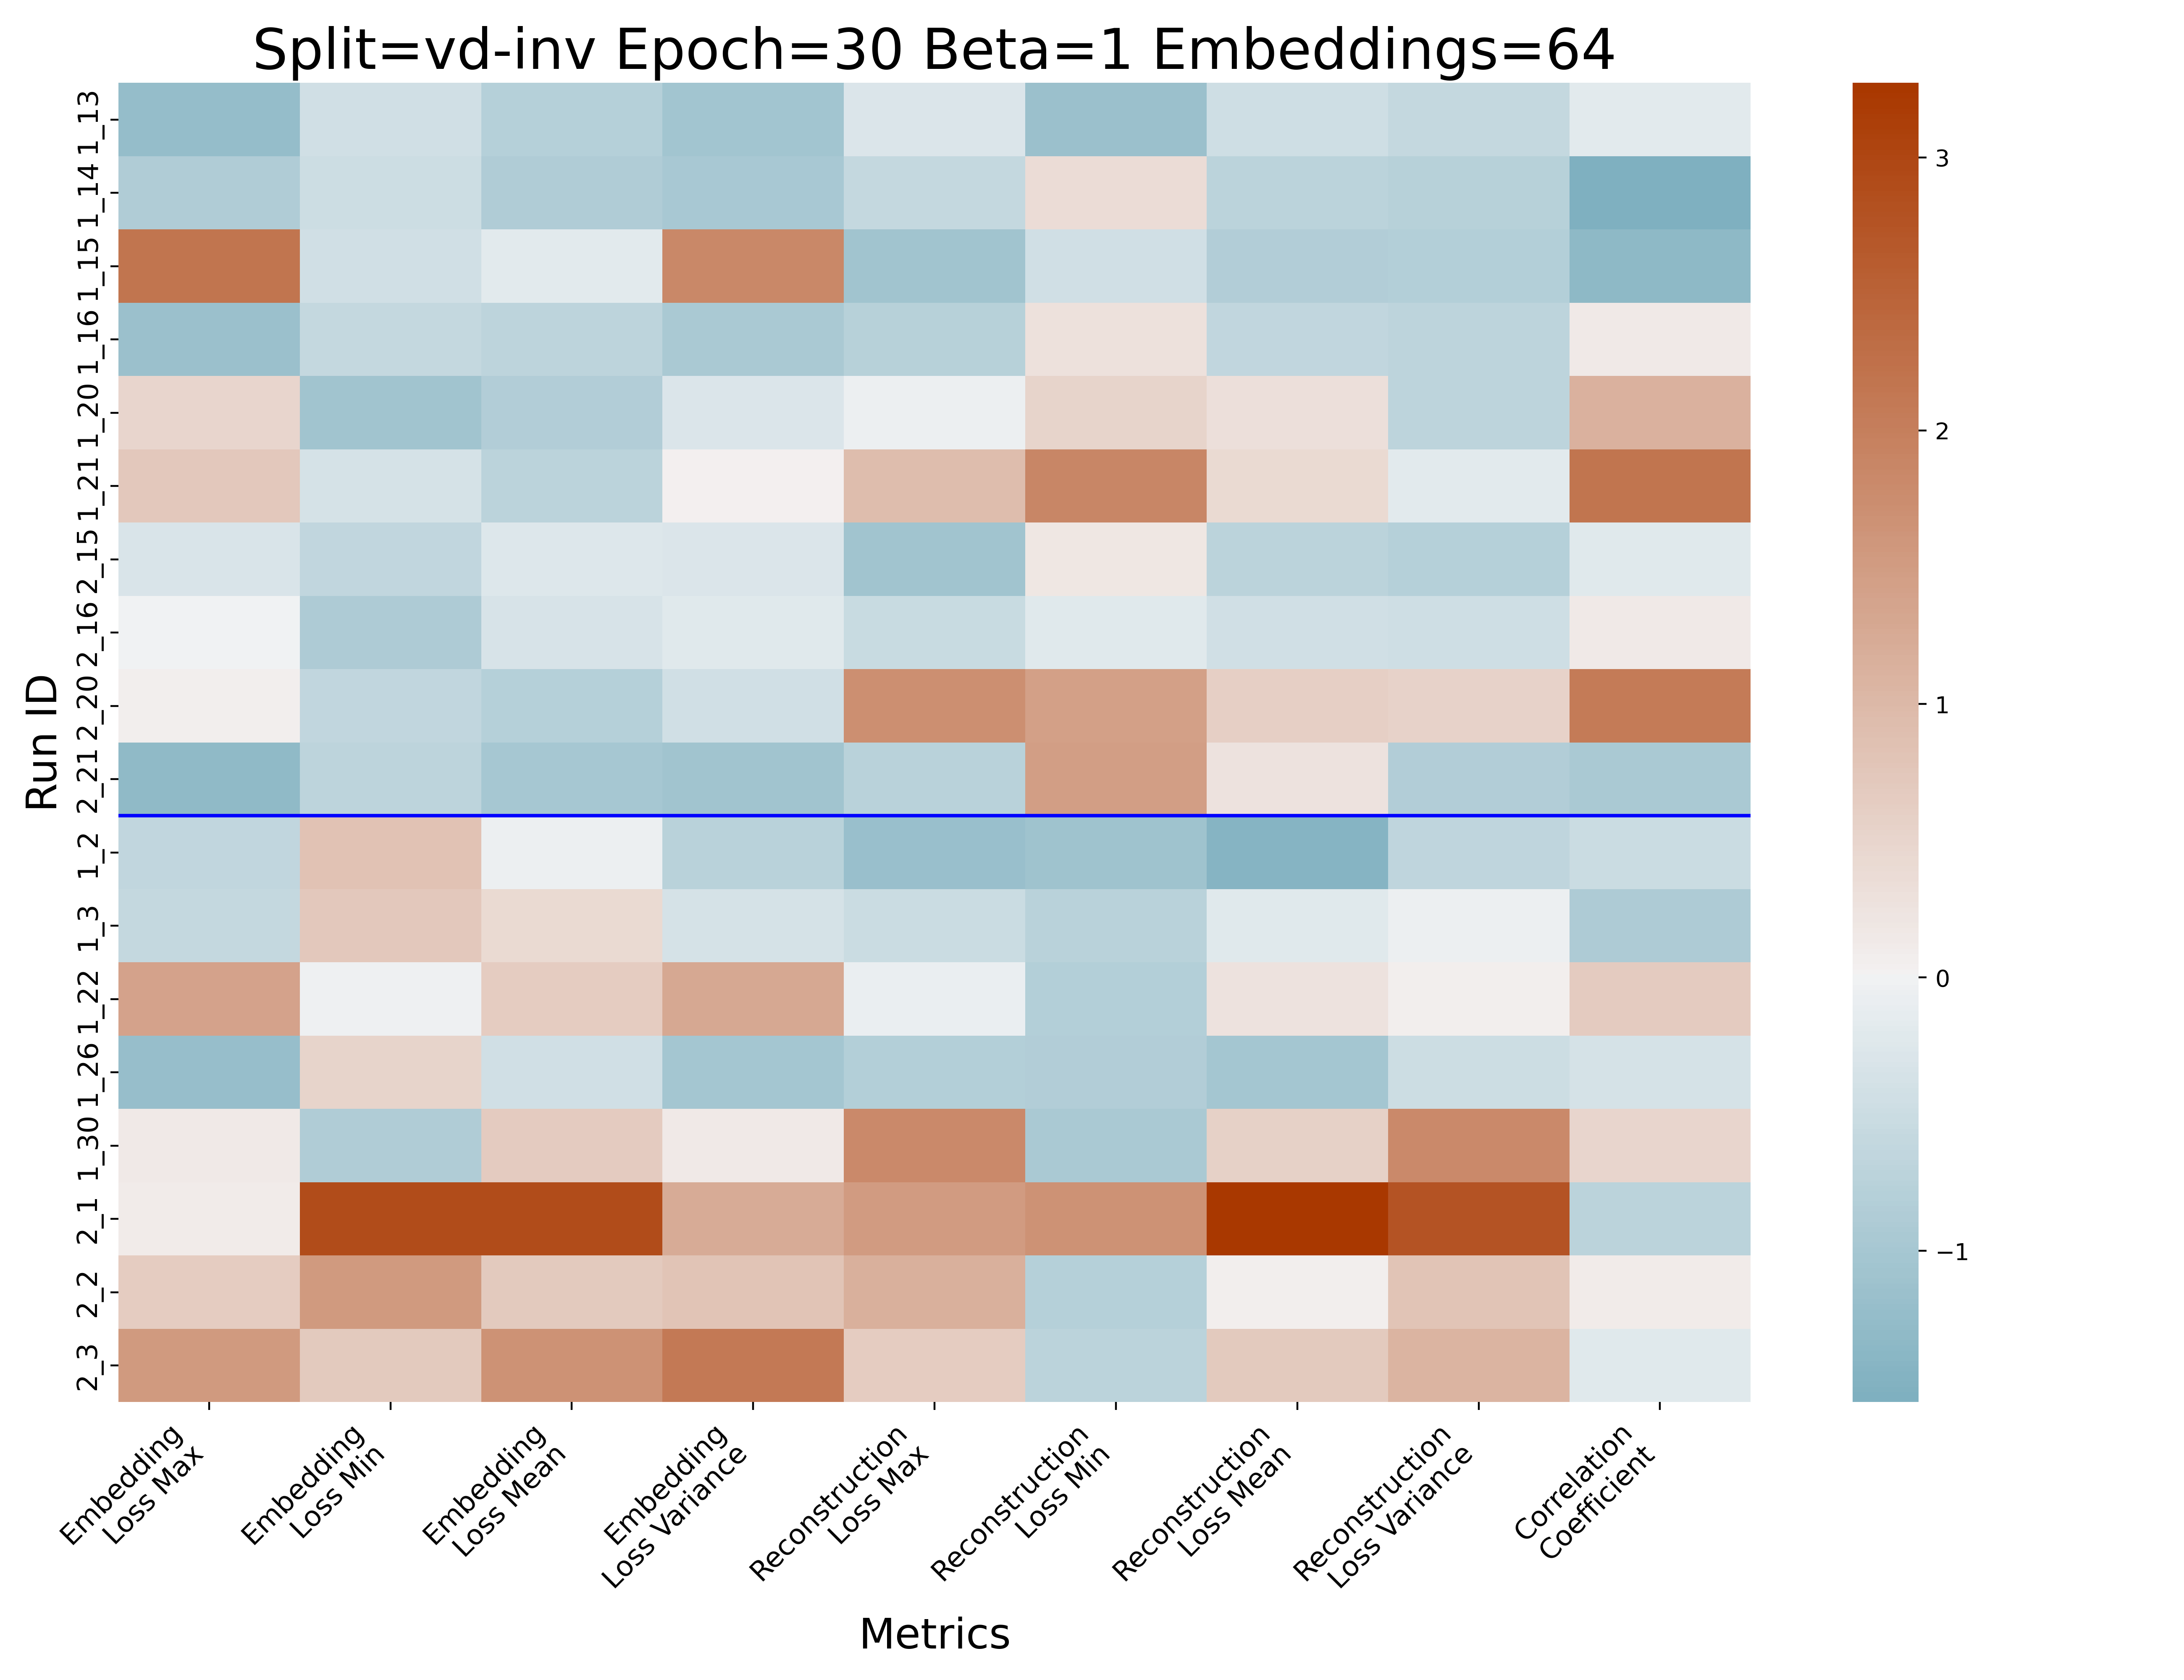 Split=vd-inv Epoch=30 Beta=1 Embeddings=64
Run ID
1_13
1_14
1_15
1_16
1_20
1_21
2_15
2_16
2_20
2_21
1_2
1_3
1_22
1_26
1_30
2_1
2_2
2_3
Embedding
Loss Max
Embedding
Loss Min
Embedding
Loss Mean
Embedding
Loss Variance
Reconstruction
Loss Max
Reconstruction
Loss Min
Reconstruction
Loss Mean
Reconstruction
Loss Variance
Correlation
Coefficient
Metrics
3
2
1
0
−1